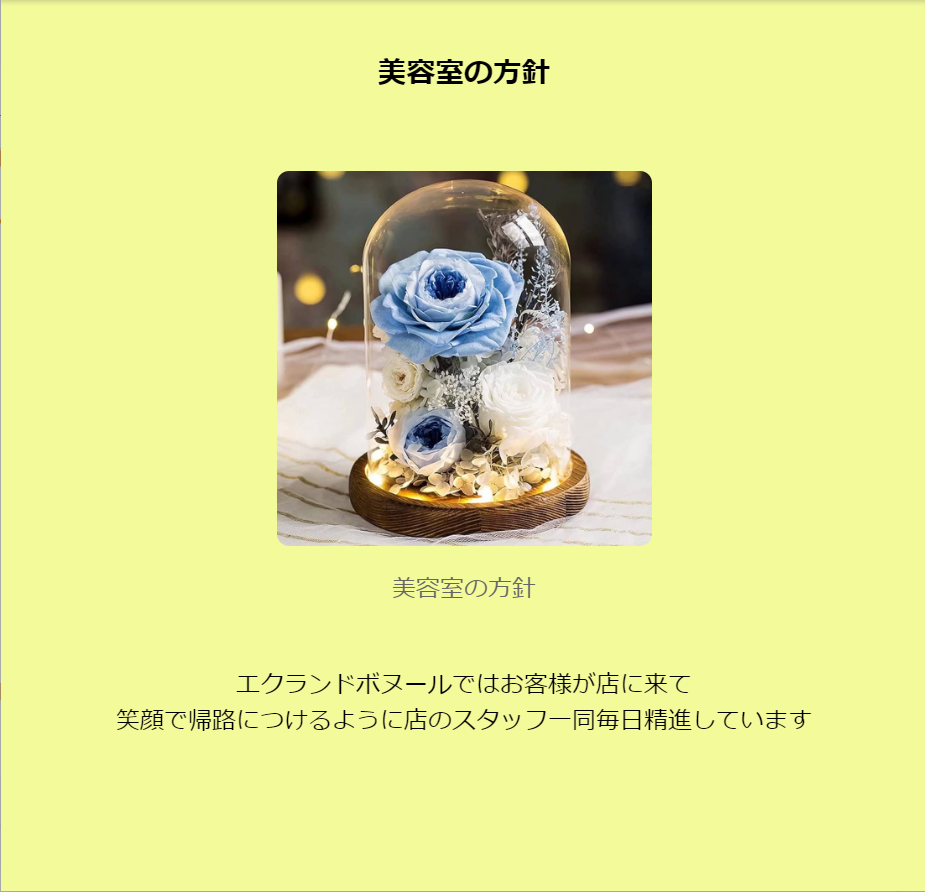 美容室の方針
美容室の方針
エクランドボヌールではお客様が店に来て
笑顔で帰路につけるように店のスタッフ一同毎日精進しています